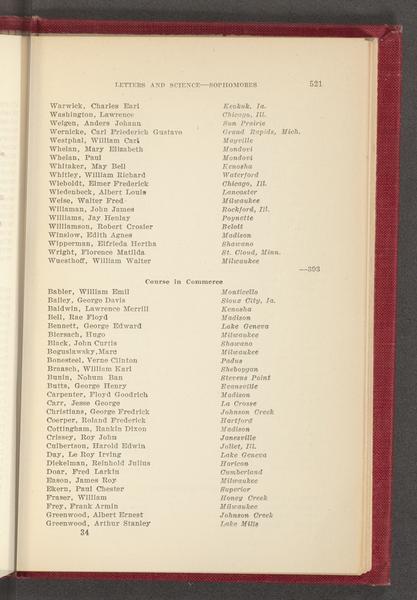 LETTERS AND SCIENCE—SOPHOMORES 521
Warwick, Charles Earl Keokuk, Ia.
Washington, Lawrence Chicago, Ill.
Welgen, Anders Johann Sun Prairie
Wernicke, Carl Friederich Gustave Grand Rapids, Mich.
Westphal, William Carl Mayville
Whelan, Mary Elizabeth Mondovi
Whelan, Paul Mondovi
Whitaker, May Bell Kenosha
Whitley, William Richard Waterford
Wieboldt, Elmer Frederick Chicago, Ill.
Wiedenbeck, Albert Louis Lancaster
Weise, Walter Fred Milwaukee
Willaman, John James Rockford, Ill.
Williams, Jay Henlay Poynette
Williamson, Robert Crosier Beloit
Winslow, Edith Agnes Madison
Wipperman, Elfrieda Hertha Shawano
Wright, Florence Matilda St. Cloud, Minn.
Wuesthoff, William Walter Milwaukee
—393
Course in Commerce
Babler, William Emil Monticello
Bailey, George Davis Sioux City, Ia.
Baldwin, Lawrence Merrill Kenosha
Bell, Rae Floyd Madison
Bennett, George Edward Lake Geneva
Biersach, Hugo Milwaukee
Black, John Curtis Shawano
Boguslawsky, Marc Milwaukee
Bonesteel, Verne Clinton Padus
Braasch, William Karl Sheboygan
Bunin, Nohum Ban Stevens Point
Butts, George Henry Evansville
Carpenter, Floyd Goodrich Madison
Carr, Jesse George La Crosse
Christians, George Fredrick Johnson Creek
Coerper, Roland Frederick Hartford
Cottingham, Rankin Dixon Madison
Crissey, Roy John Janesville
Culbertson, Harold Edwin Joliet, Ill.
Day, Le Roy Irving Lake Geneva
Diekelman, Reinhold Julius Horicon
Doar, Fred Larkin Cumberland
Eason, James Roy Milwaukee
Ekern, Paul Chester Superior
Fraser, William Honey Creek
Frey, Frank Armin Milwaukee
Greenwood, Albert Ernest Johnson Creek
Greenwood, Arthur Stanley Lake Mills
34